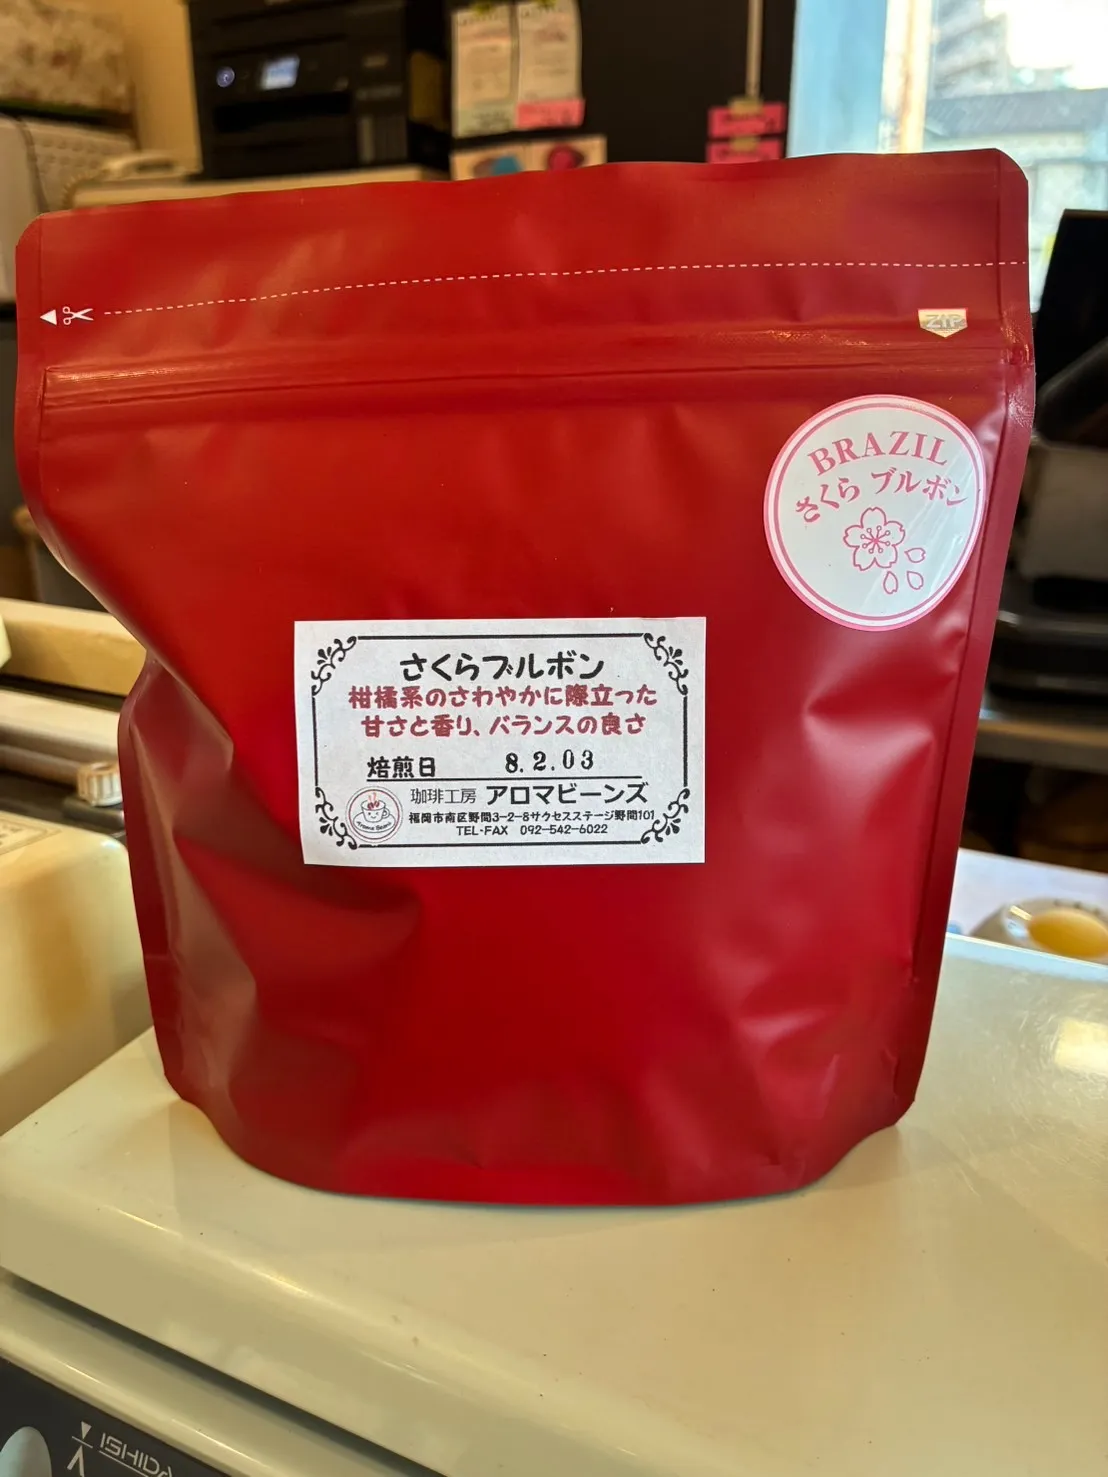 ZIP
BRAZIL
さくら ブルボン
さくらブルボン
柑橘系のさわやかに際立った
甘さと香り、バランスの良さ
焙煎日 8.2.03
珈琲工房 アロマビーンズ
福岡市南区野間3-2-8サクセスステージ野間101
TEL・FAX 092-542-6022
ISHIDA